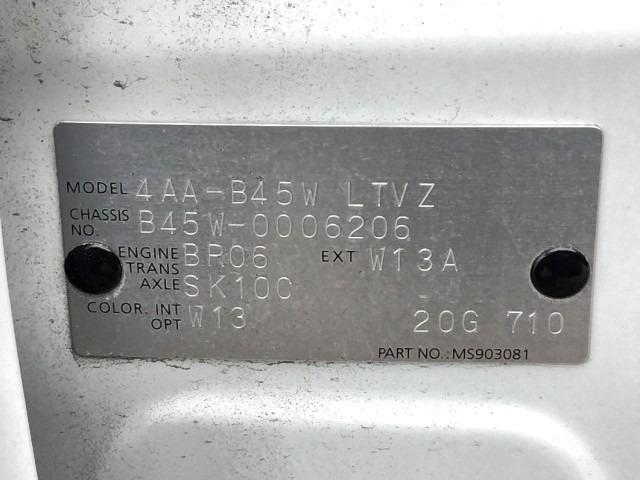 MODEL 4AA-B45W LTVZ
CHASSIS NO. B45W-0006206
ENGINE BR06 EXT W13A
TRANS AXLE SK10C
COLOR. INT W13
OPT 20G 710
PART NO.:MS903081